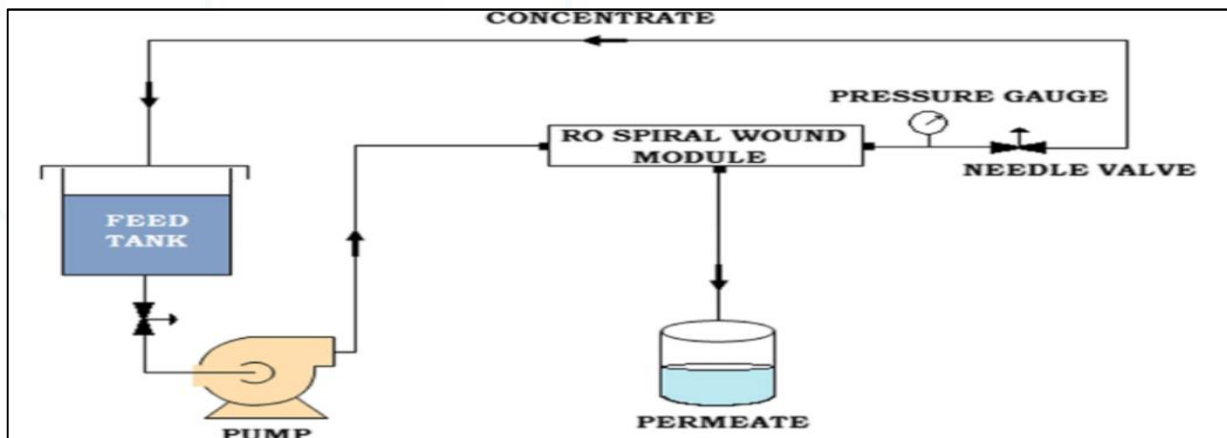 CONCENTRATE
PRESSURE GAUGE
RO SPIRAL WOUND
MODULE
NEEDLE VALVE
FEED
TANK
PUMP
PERMEATE